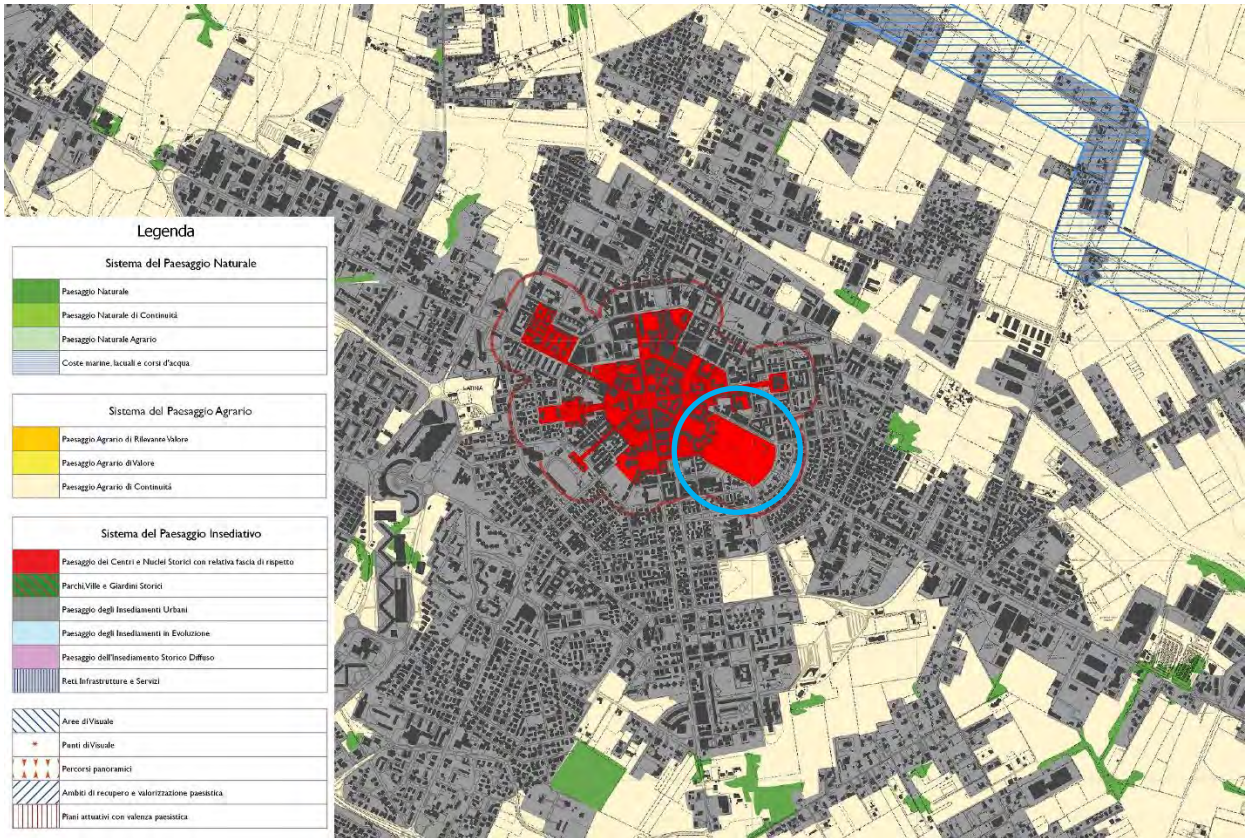 LATINA
Legenda
Sistema del Paesaggio Naturale
Paesaggio Naturale
Paesaggio Naturale di Continuità
Paesaggio Naturale Agrario
Coste marine, lacuali e corsi d'acqua
Sistema del Paesaggio Agrario
Paesaggio Agrario di Rilevante Valore
Paesaggio Agrario di Valore
Paesaggio Agrario di Continuità
Sistema del Paesaggio Insediativo
Paesaggio dei Centri e Nuclei Storici con relativa fascia di rispetto
Parchi, Ville e Giardini Storici
Paesaggio degli Insediamenti Urbani
Paesaggio degli Insediamenti in Evoluzione
Paesaggio dell'Insediamento Storico Diffuso
Reti, Infrastrutture e Servizi
Aree di Visuale
Punti di Visuale
Percorsi panoramici
Ambiti di recupero e valorizzazione paesistica
Piani attuativi con valenza paesistica